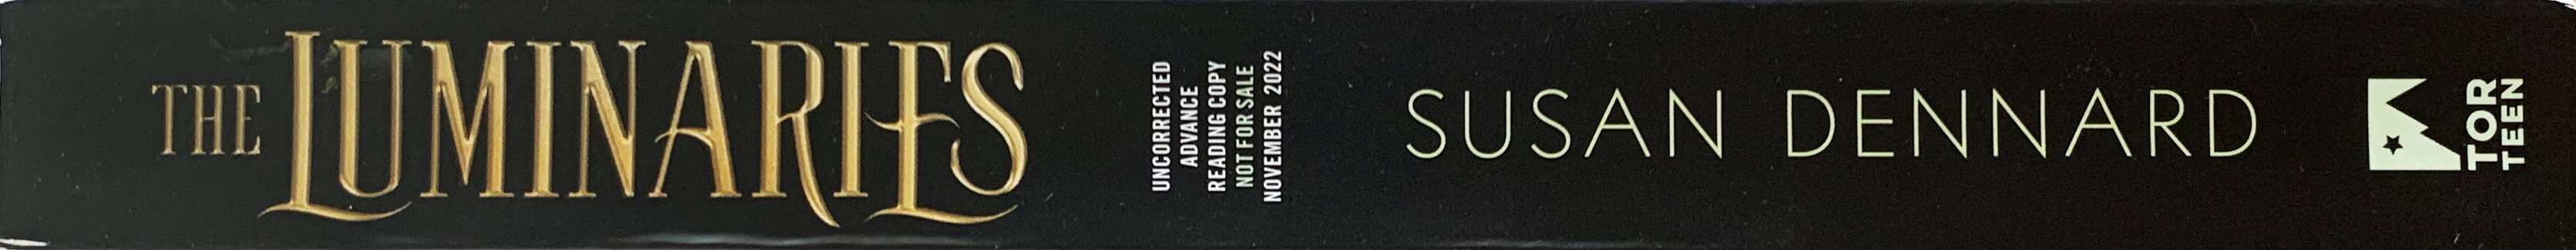 THE LUMINARIES
UNCORRECTED
ADVANCE
READING COPY
NOT FOR SALE
NOVEMBER 2022
SUSAN DENNARD
TOR
TEEN